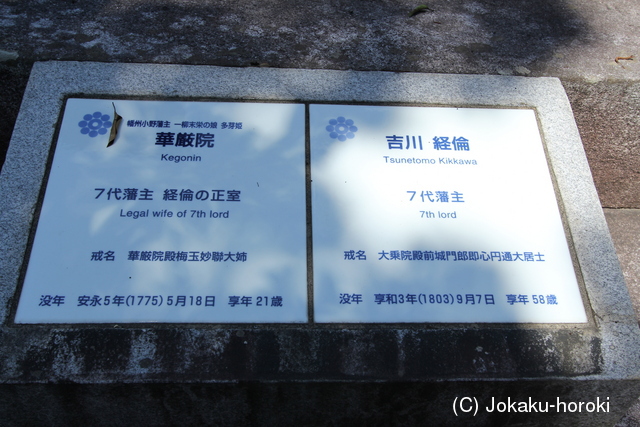 播州小野藩主 一柳末栄の娘 多芽姫
華厳院
Kegonin
7代藩主 経倫の正室
Legal wife of 7th lord
戒名 華厳院殿梅玉妙聯大姉
没年 安永5年(1775)5月18日 享年21歳
吉川 経倫
Tsunetomo Kikkawa
7代藩主
7th lord
戒名 大乗院殿前城門郎即心円通大居士
没年 享和3年(1803)9月7日 享年58歳
(C) Jokaku-horoki